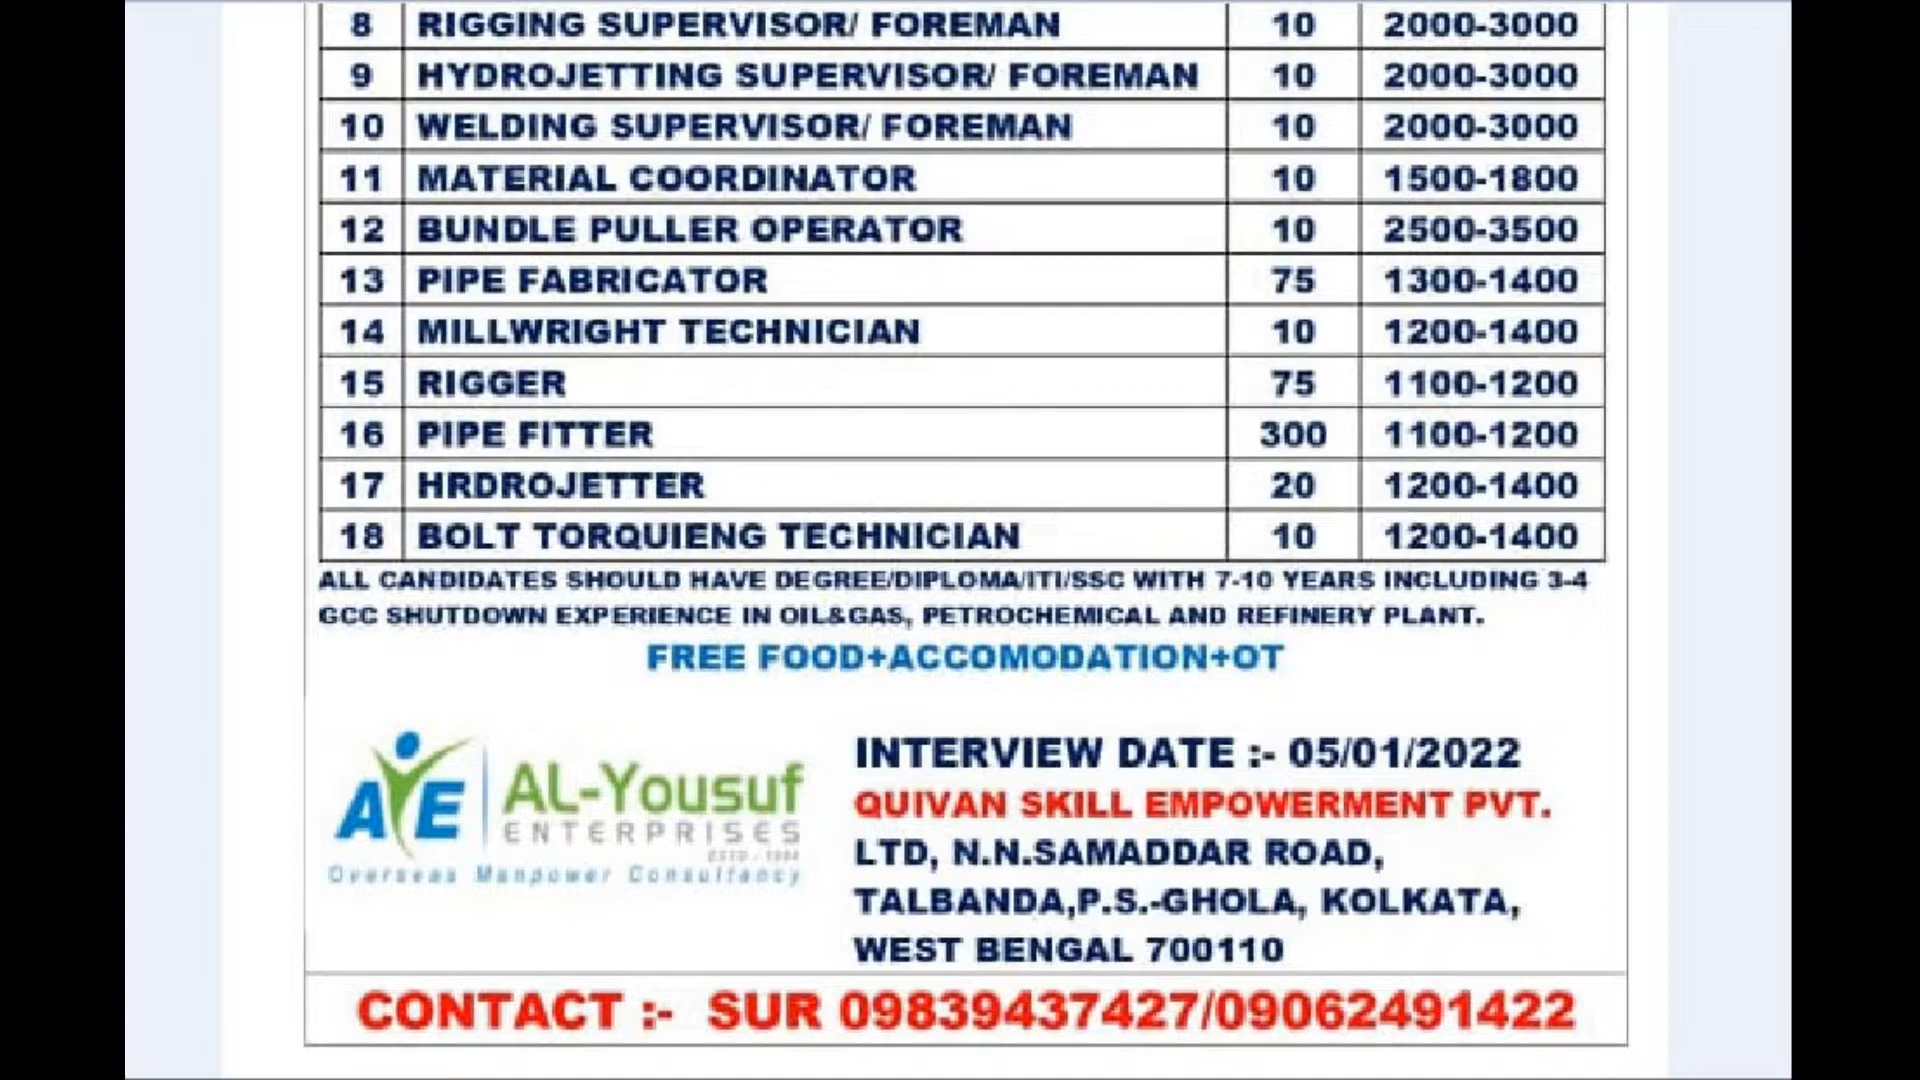 8 RIGGING SUPERVISOR/ FOREMAN 10 2000-3000
9 HYDROJETTING SUPERVISOR/ FOREMAN 10 2000-3000
10 WELDING SUPERVISOR/ FOREMAN 10 2000-3000
11 MATERIAL COORDINATOR 10 1500-1800
12 BUNDLE PULLER OPERATOR 10 2500-3500
13 PIPE FABRICATOR 75 1300-1400
14 MILLWRIGHT TECHNICIAN 10 1200-1400
15 RIGGER 75 1100-1200
16 PIPE FITTER 300 1100-1200
17 HRDROJETTER 20 1200-1400
18 BOLT TORQUIENG TECHNICIAN 10 1200-1400
ALL CANDIDATES SHOULD HAVE DEGREE/DIPLOMA/ITI/SSC WITH 7-10 YEARS INCLUDING 3-4
GCC SHUTDOWN EXPERIENCE IN OIL&GAS, PETROCHEMICAL AND REFINERY PLANT.
FREE FOOD+ACCOMODATION+OT
AYE AL-Yousuf
ENTERPRISES
Overseas Manpower Consultancy
INTERVIEW DATE :- 05/01/2022
QUIVAN SKILL EMPOWERMENT PVT.
LTD, N.N.SAMADDAR ROAD,
TALBANDA,P.S.-GHOLA, KOLKATA,
WEST BENGAL 700110
CONTACT :- SUR 09839437427/09062491422